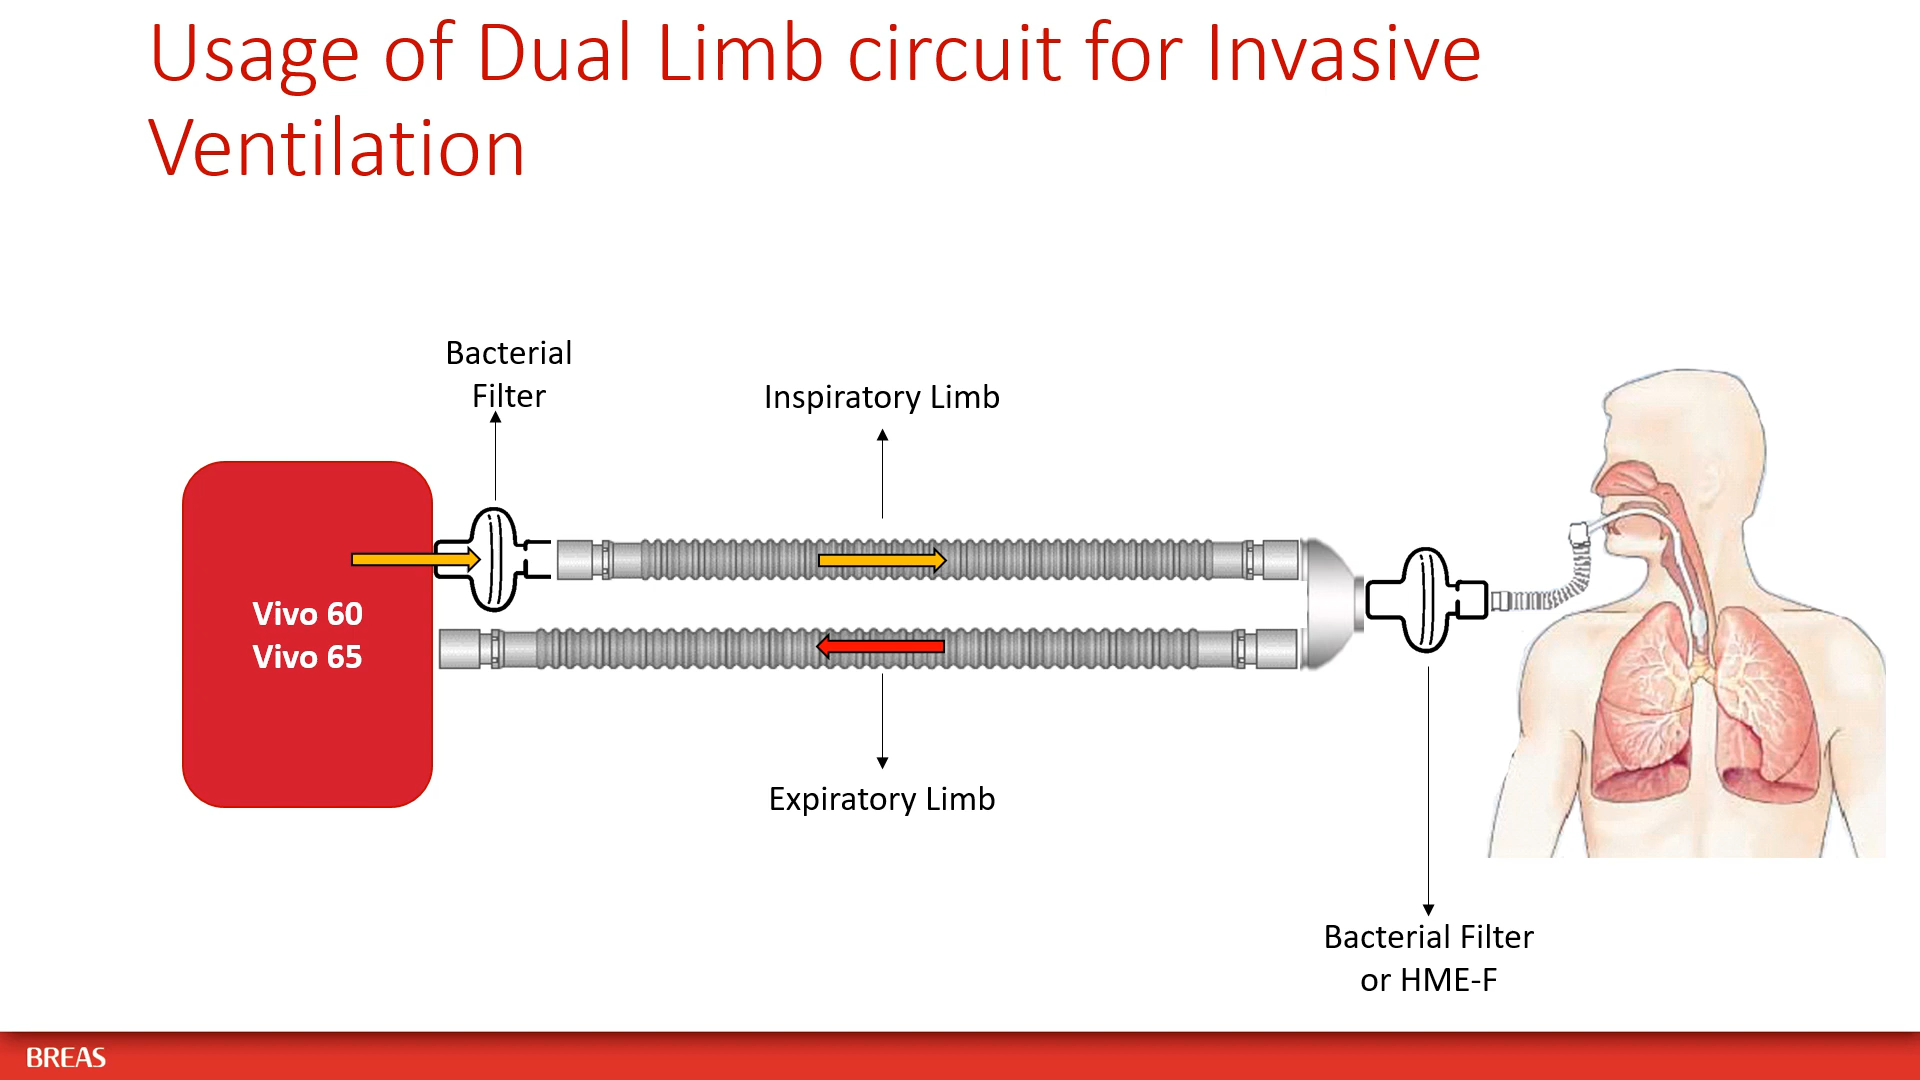 Usage of Dual Limb circuit for Invasive
Ventilation
Bacterial
Filter
Inspiratory Limb
Vivo 60
Vivo 65
Expiratory Limb
Bacterial Filter
or HME-F
BREAS